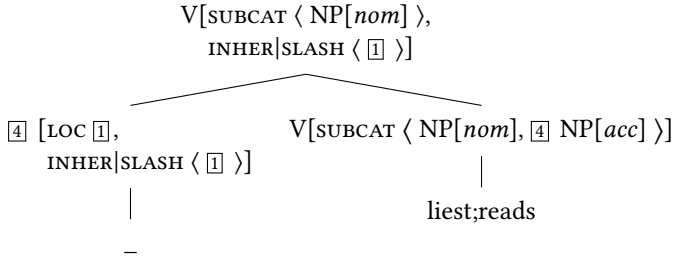 V[SUBCAT ⟨ NP[nom] ⟩,
INHER|SLASH ⟨ 1 ⟩]
4 [LOC 1,
INHER|SLASH ⟨ 1 ⟩]
V[SUBCAT ⟨ NP[nom], 4 NP[acc] ⟩]
liest;reads
_